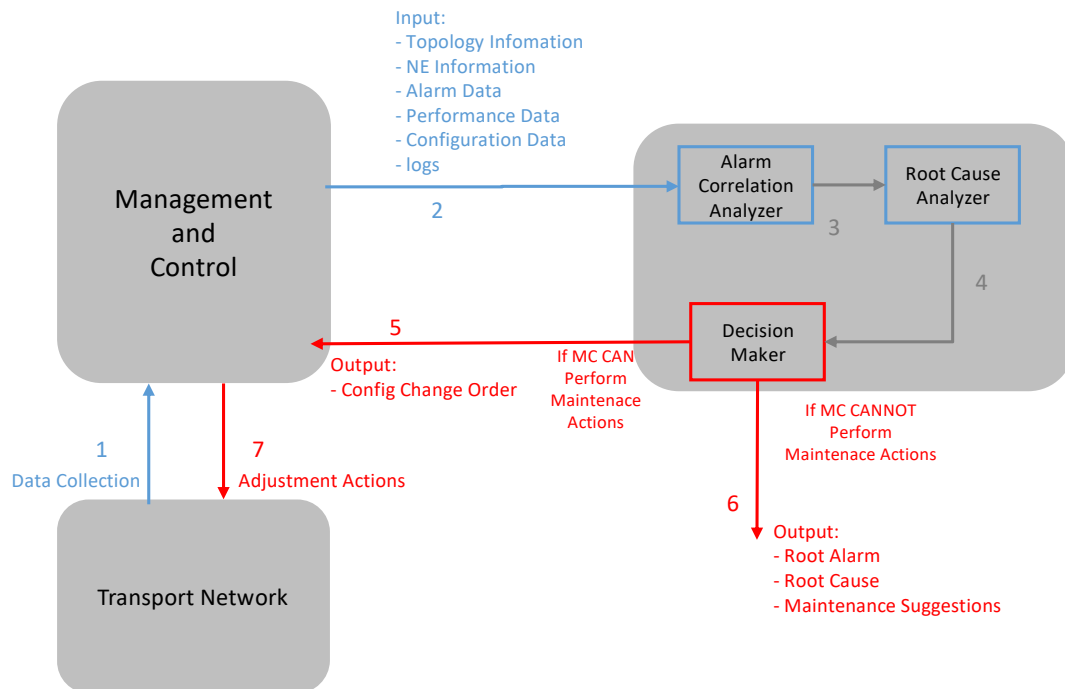 Input:
- Topology Infomation
- NE Information
- Alarm Data
- Performance Data
- Configuration Data
- logs
2
Management
and
Control
Alarm
Correlation
Analyzer
3
Root Cause
Analyzer
4
Decision
Maker
5
Output:
- Config Change Order
If MC CAN
Perform
Maintenace
Actions
If MC CANNOT
Perform
Maintenace Actions
6
Output:
- Root Alarm
- Root Cause
- Maintenance Suggestions
1
Data Collection
7
Adjustment Actions
Transport Network